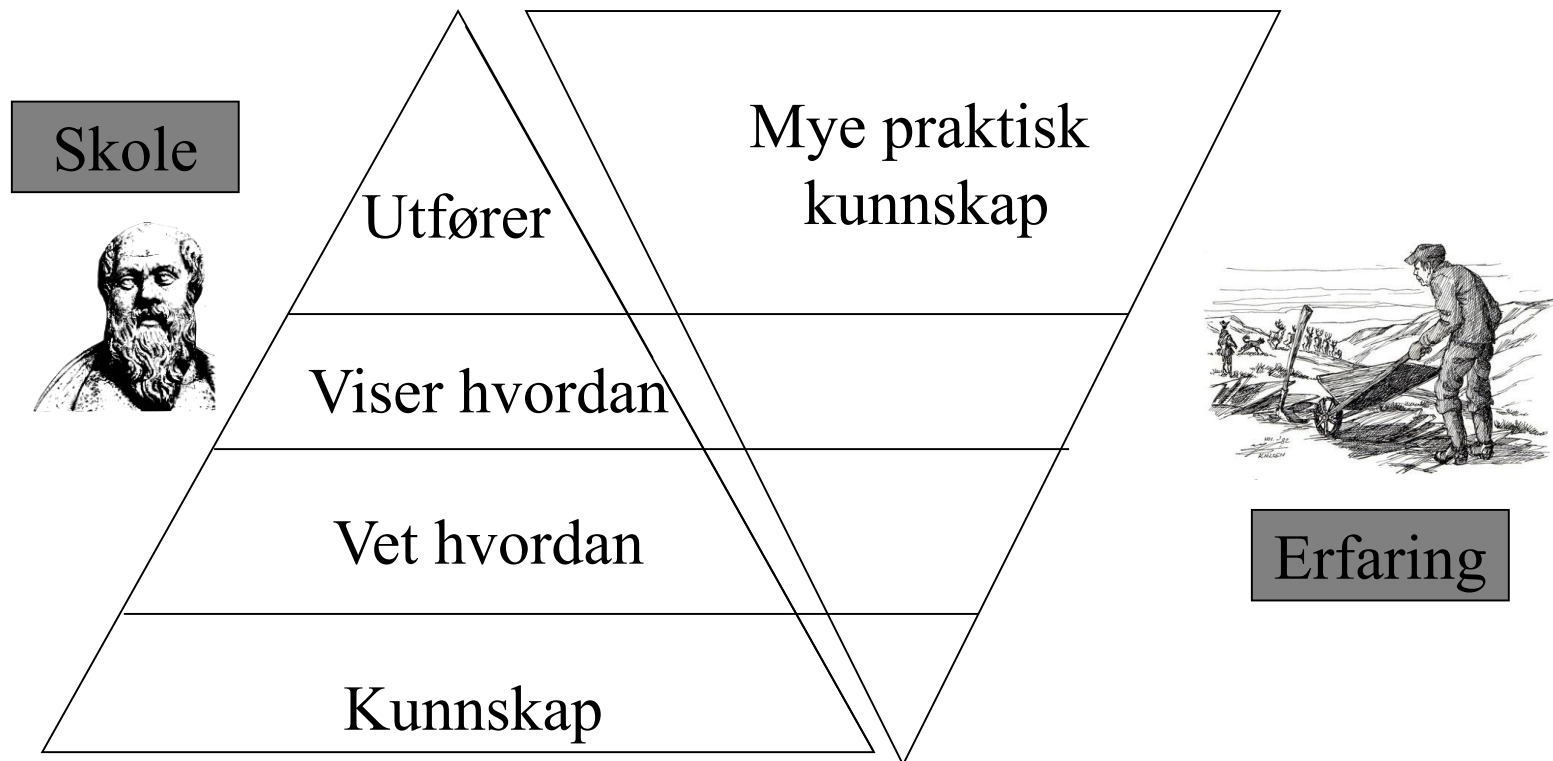 Skole
Utfører
Viser hvordan
Vet hvordan
Kunnskap
Mye praktisk
kunnskap
Erfaring